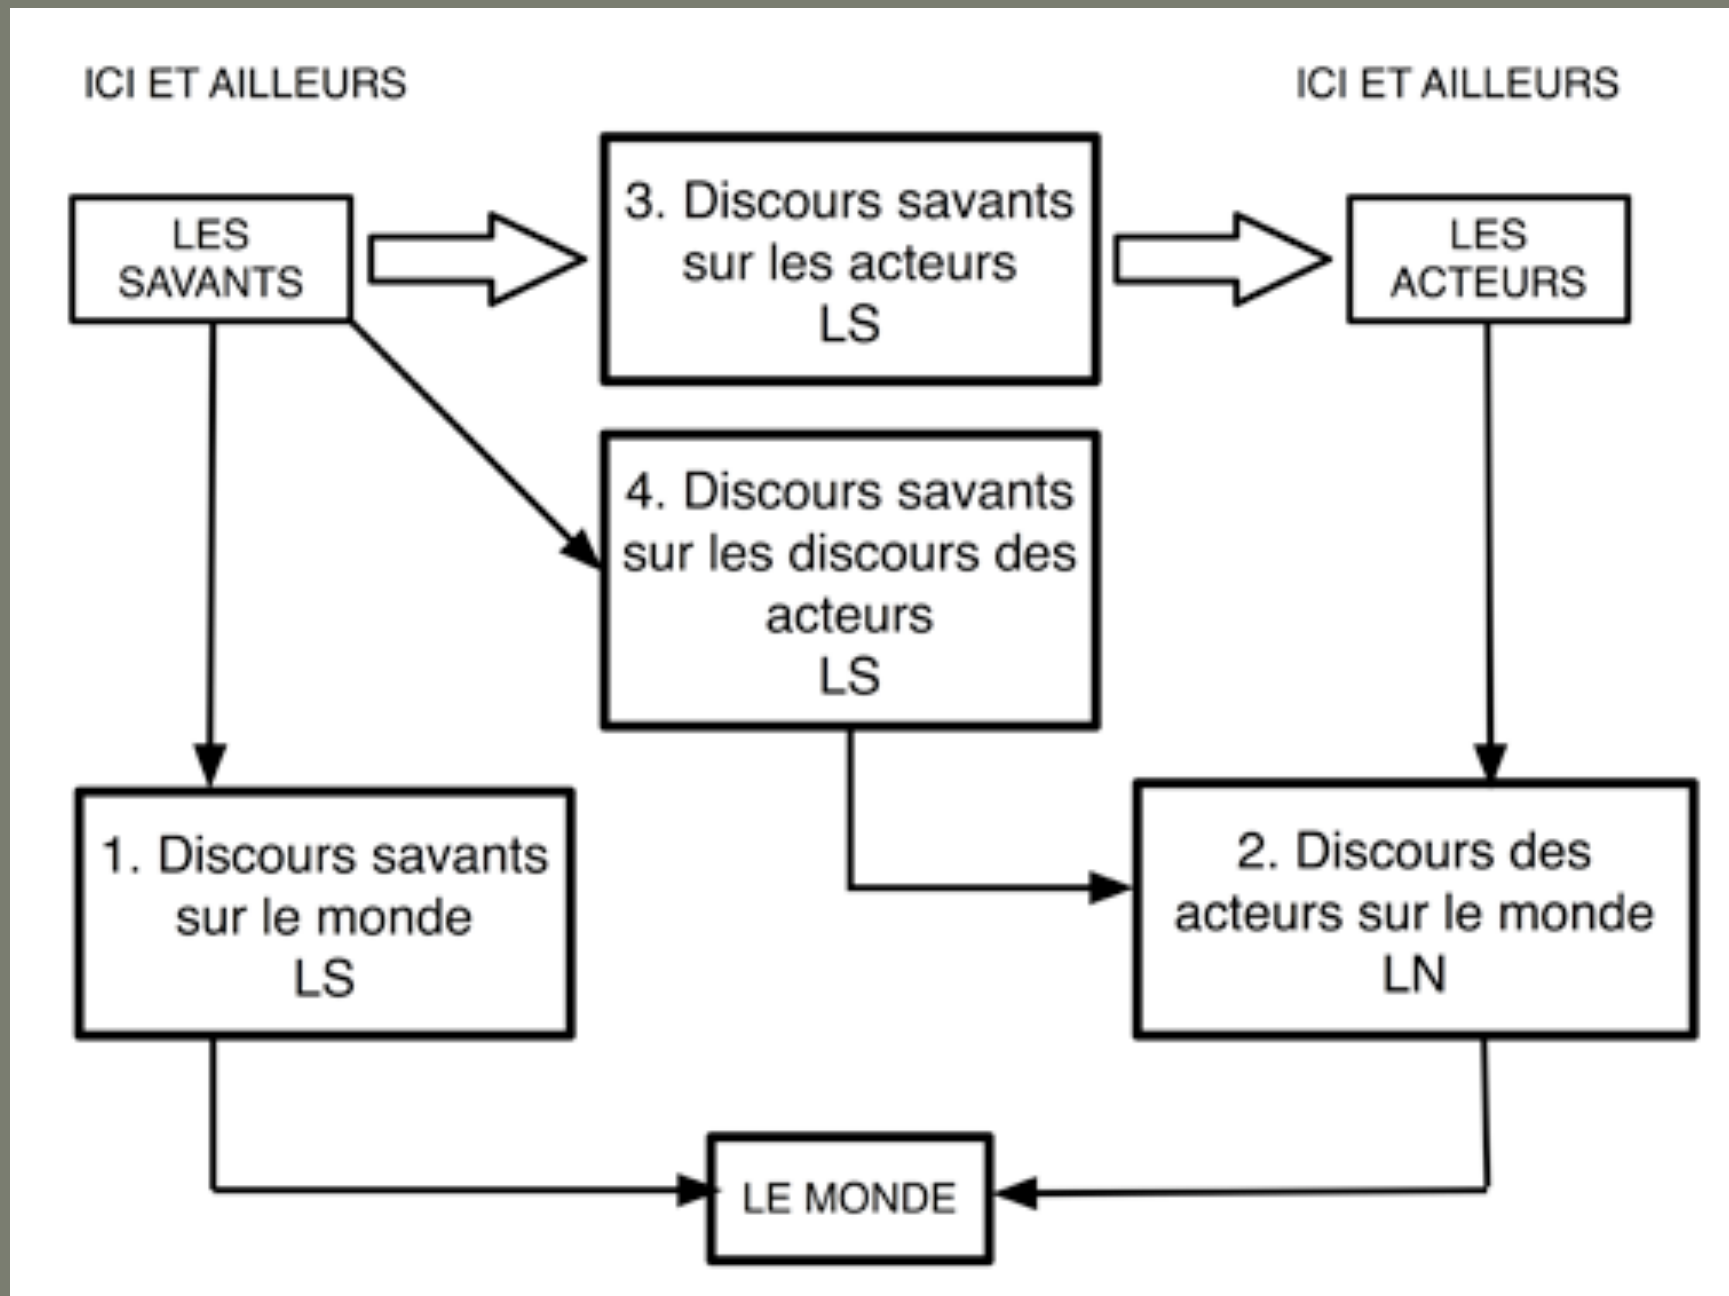 ICI ET AILLEURS
ICI ET AILLEURS
LES
SAVANTS
3. Discours savants
sur les acteurs
LS
LES
ACTEURS
4. Discours savants
sur les discours des
acteurs
LS
1. Discours savants
sur le monde
LS
2. Discours des
acteurs sur le monde
LN
LE MONDE